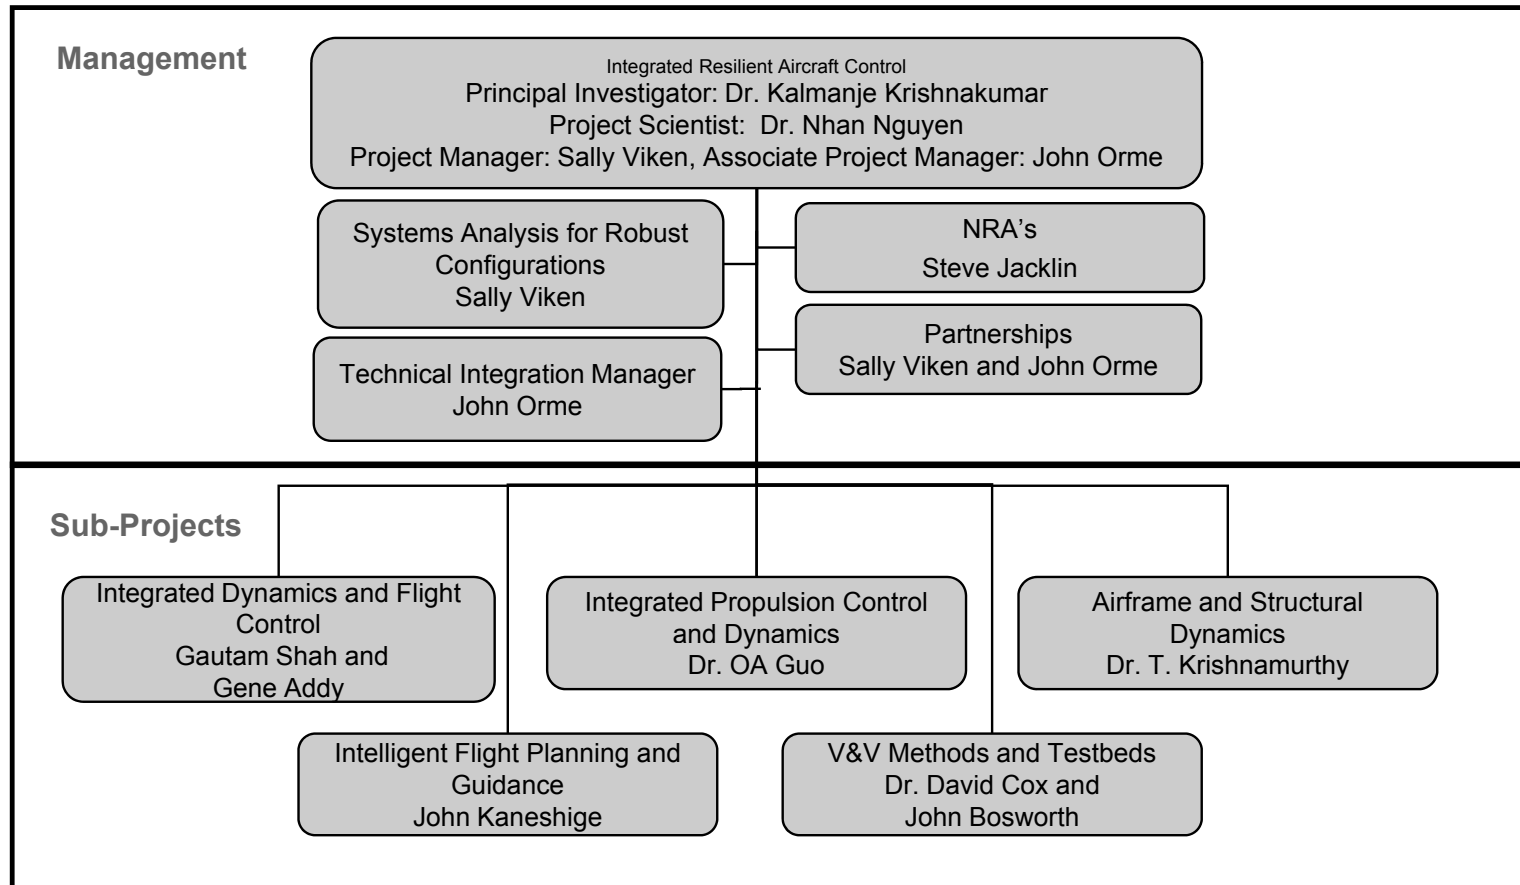 Management
Integrated Resilient Aircraft Control
Principal Investigator: Dr. Kalmanje Krishnakumar
Project Scientist:  Dr. Nhan Nguyen
Project Manager: Sally Viken, Associate Project Manager: John Orme
Systems Analysis for Robust
Configurations
Sally Viken
NRA’s
Steve Jacklin
Technical Integration Manager
John Orme
Partnerships
Sally Viken and John Orme
Sub-Projects
Integrated Dynamics and Flight
Control
Gautam Shah and
Gene Addy
Integrated Propulsion Control
and Dynamics
Dr. OA Guo
Airframe and Structural
Dynamics
Dr. T. Krishnamurthy
Intelligent Flight Planning and
Guidance
John Kaneshige
V&V Methods and Testbeds
Dr. David Cox and
John Bosworth